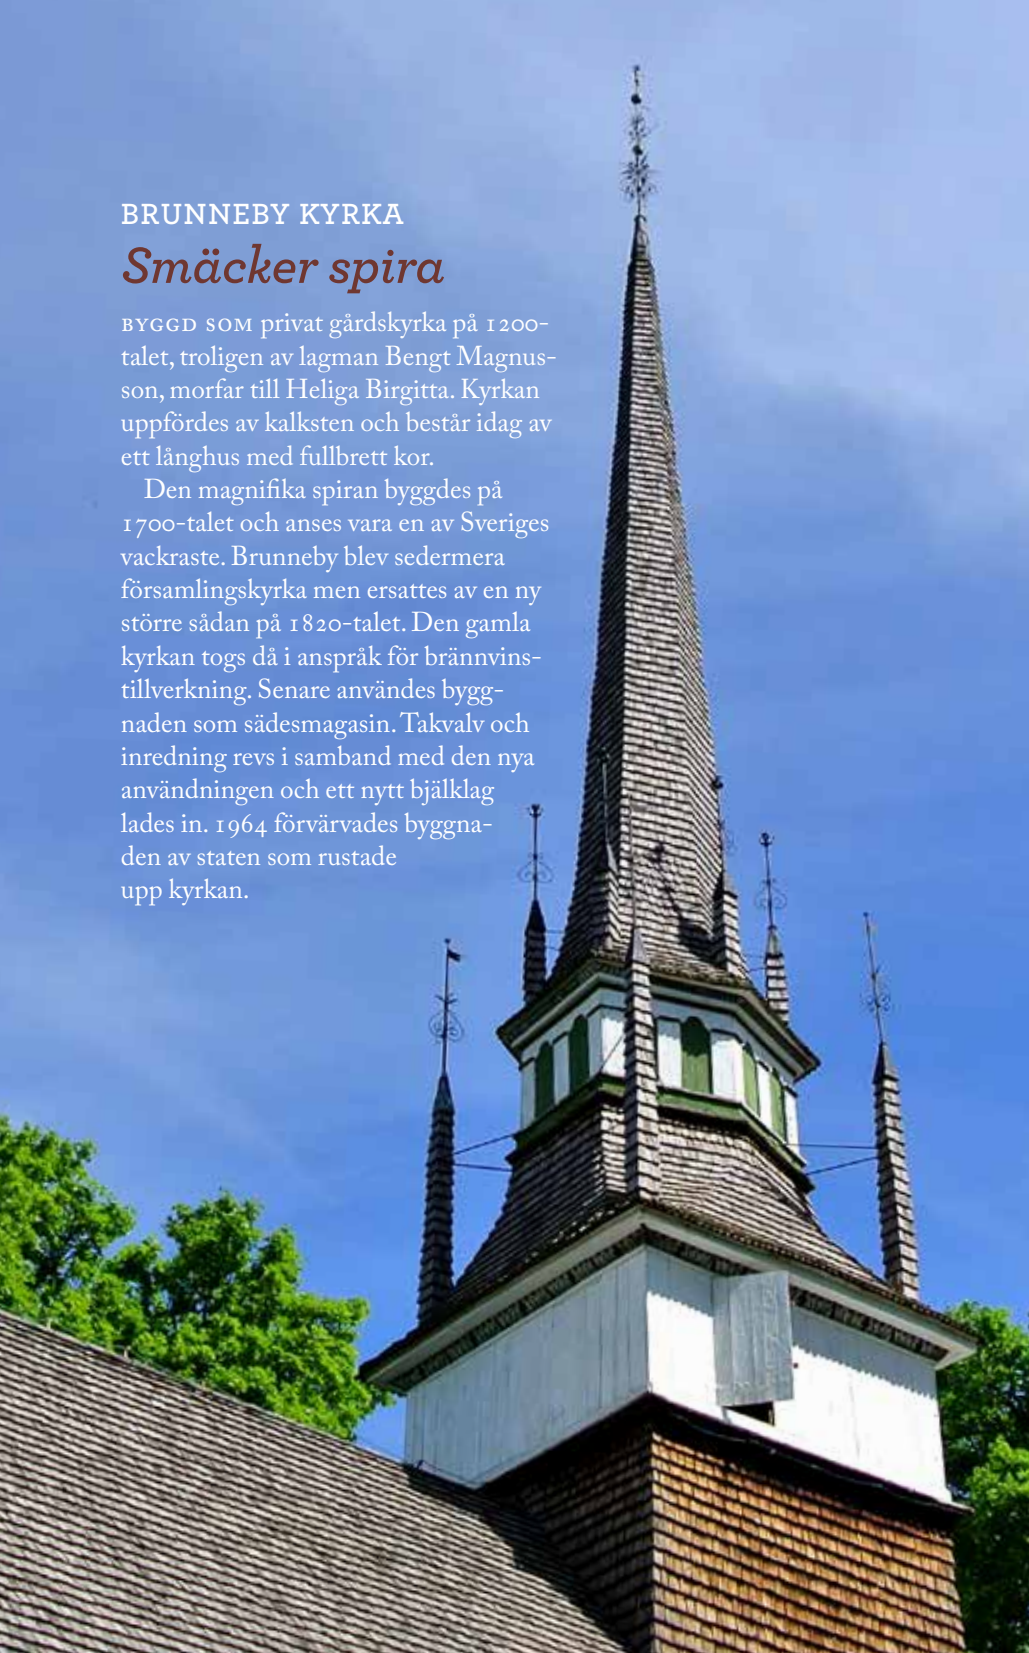 BRUNNEBY KYRKA
Smäcker spira
BYGGD SOM privat gårdskyrka på 1200-
talet, troligen av lagman Bengt Magnus-
son, morfar till Heliga Birgitta. Kyrkan
uppfördes av kalksten och består idag av
ett långhus med fullbrett kor.
Den magnifika spiran byggdes på
1700-talet och anses vara en av Sveriges
vackraste. Brunneby blev sedermera
församlingskyrka men ersattes av en ny
större sådan på 1820-talet. Den gamla
kyrkan togs då i anspråk för brännvins-
tillverkning. Senare användes bygg-
naden som sädesmagasin. Takvalv och
inredning revs i samband med den nya
användningen och ett nytt bjälklag
lades in. 1964 förvärvades byggna-
den av staten som rustade
upp kyrkan.